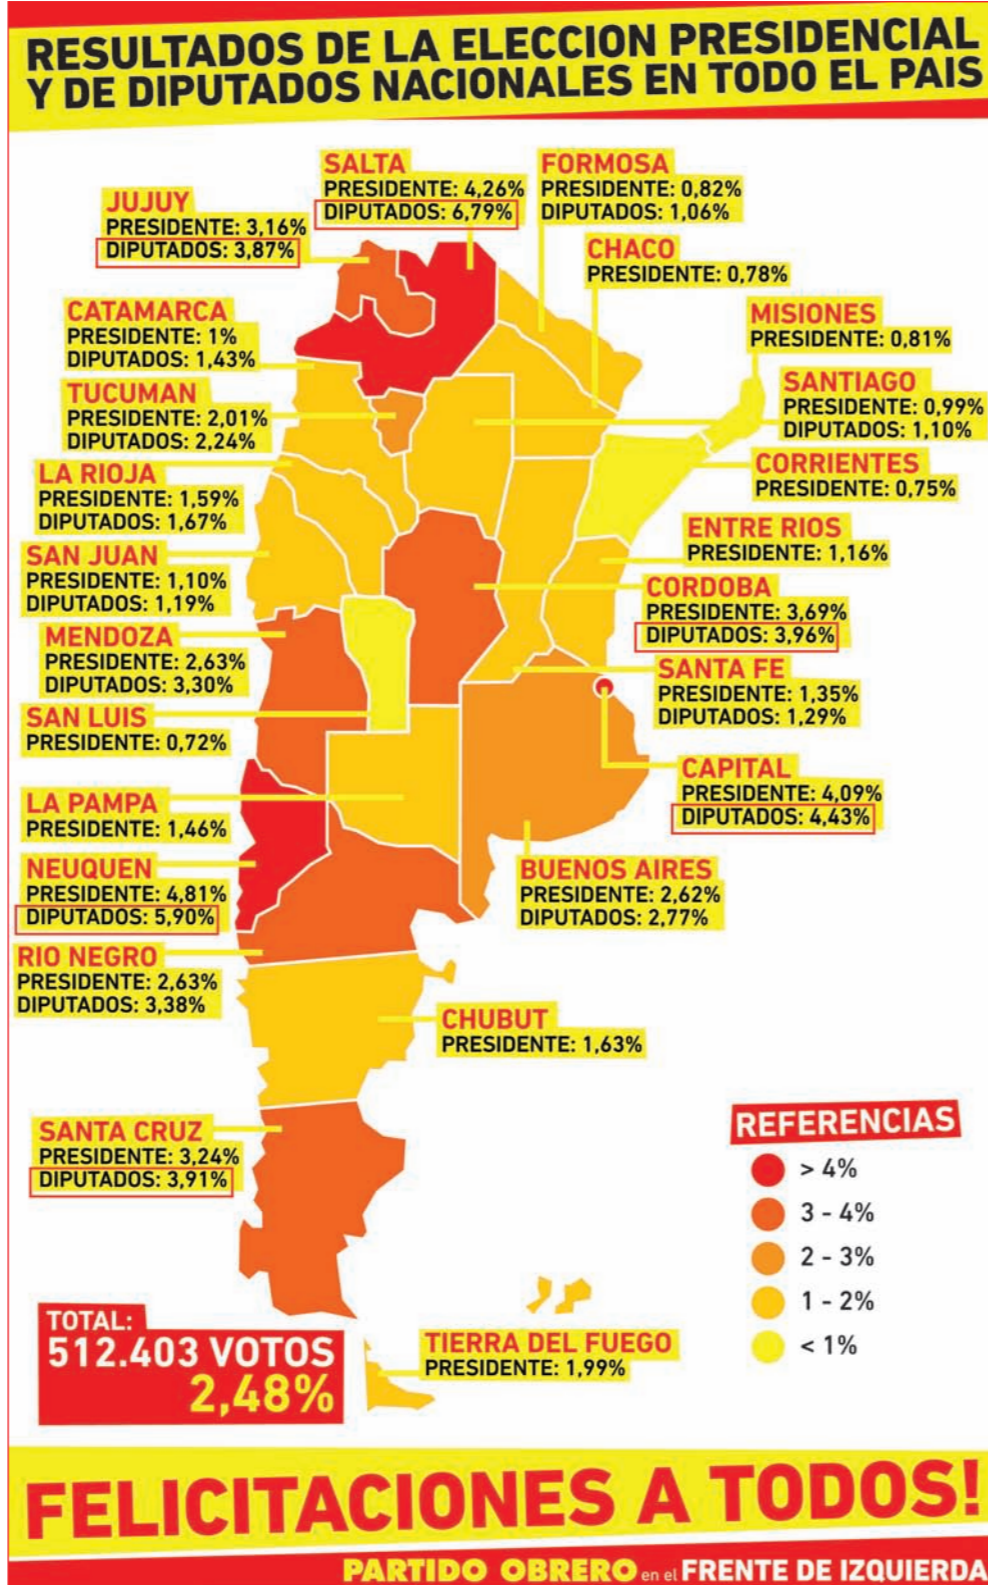 RESULTADOS DE LA ELECCION PRESIDENCIAL
Y DE DIPUTADOS NACIONALES EN TODO EL PAIS
SALTA
PRESIDENTE: 4,26%
DIPUTADOS: 6,79%
FORMOSA
PRESIDENTE: 0,82%
DIPUTADOS: 1,06%
JUJUY
PRESIDENTE: 3,16%
DIPUTADOS: 3,87%
CHACO
PRESIDENTE: 0,78%
CATAMARCA
PRESIDENTE: 1%
DIPUTADOS: 1,43%
MISIONES
PRESIDENTE: 0,81%
TUCUMAN
PRESIDENTE: 2,01%
DIPUTADOS: 2,24%
SANTIAGO
PRESIDENTE: 0,99%
DIPUTADOS: 1,10%
LA RIOJA
PRESIDENTE: 1,59%
DIPUTADOS: 1,67%
CORRIENTES
PRESIDENTE: 0,75%
SAN JUAN
PRESIDENTE: 1,10%
DIPUTADOS: 1,19%
ENTRE RIOS
PRESIDENTE: 1,16%
CORDOBA
PRESIDENTE: 3,69%
DIPUTADOS: 3,96%
MENDOZA
PRESIDENTE: 2,63%
DIPUTADOS: 3,30%
SANTA FE
PRESIDENTE: 1,35%
DIPUTADOS: 1,29%
SAN LUIS
PRESIDENTE: 0,72%
CAPITAL
PRESIDENTE: 4,09%
DIPUTADOS: 4,43%
LA PAMPA
PRESIDENTE: 1,46%
NEUQUEN
PRESIDENTE: 4,81%
DIPUTADOS: 5,90%
BUENOS AIRES
PRESIDENTE: 2,62%
DIPUTADOS: 2,77%
RIO NEGRO
PRESIDENTE: 2,63%
DIPUTADOS: 3,38%
CHUBUT
PRESIDENTE: 1,63%
SANTA CRUZ
PRESIDENTE: 3,24%
DIPUTADOS: 3,91%
REFERENCIAS
> 4%
3 - 4%
2 - 3%
1 - 2%
< 1%
TOTAL:
512.403 VOTOS
2,48%
TIERRA DEL FUEGO
PRESIDENTE: 1,99%
FELICITACIONES A TODOS!
PARTIDO OBRERO en el FRENTE DE IZQUIERDA